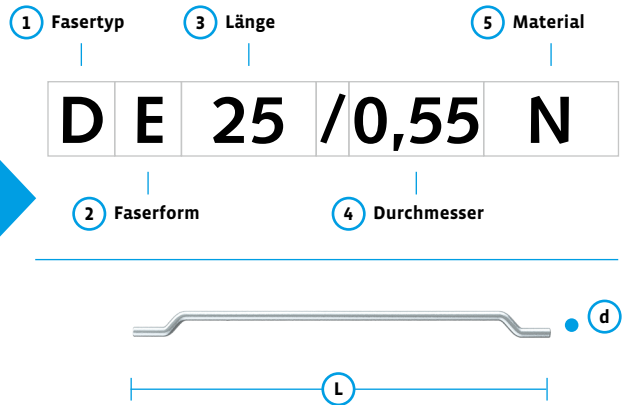 1 Fasertyp 3 Länge 5 Material
D E 25 /0,55 N
2 Faserform 4 Durchmesser
d
L